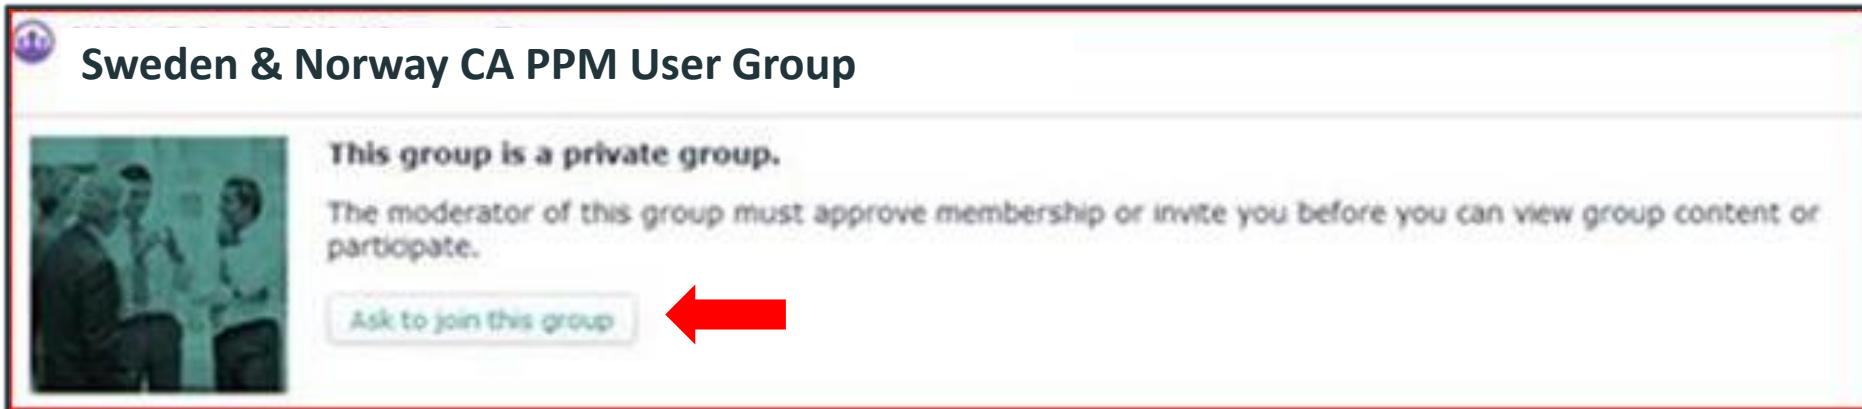 Sweden & Norway CA PPM User Group
This group is a private group.
The moderator of this group must approve membership or invite you before you can view group content or
participate.
Ask to join this group